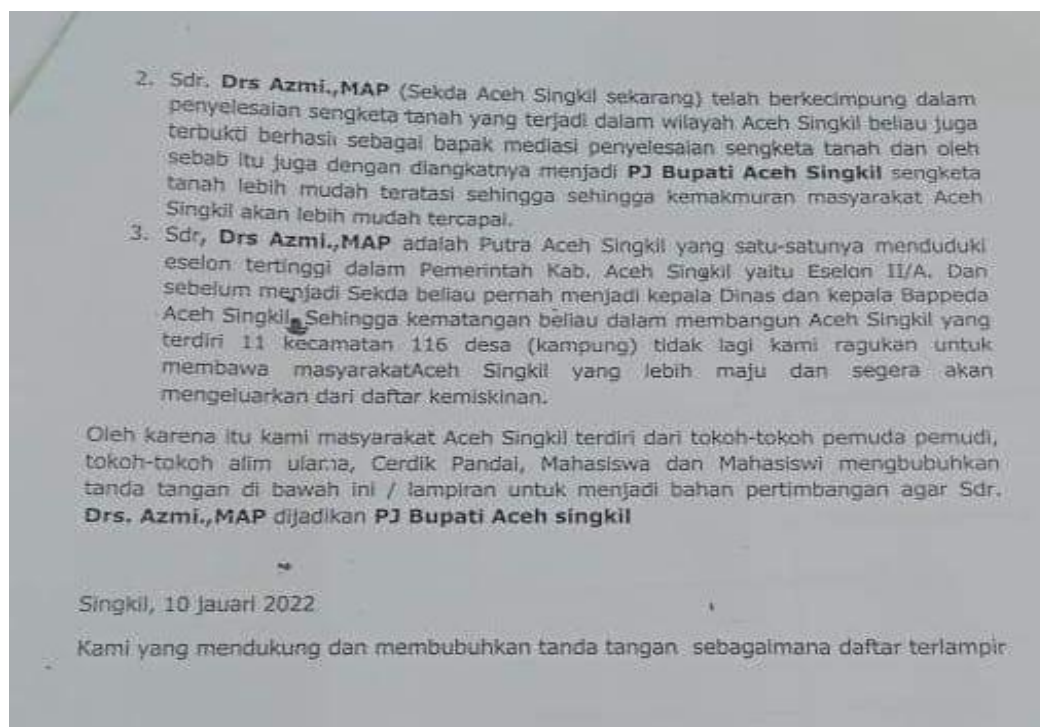 2. Sdr. Drs Azmi.,MAP (Sekda Aceh Singkil sekarang) telah berkecimpung dalam
penyelesaian sengketa tanah yang terjadi dalam wilayah Aceh Singkil beliau juga
terbukti berhasil sebagai bapak mediasi penyelesaian sengketa tanah dan oleh
sebab itu juga dengan diangkatnya menjadi PJ Bupati Aceh Singkil sengketa
tanah lebih mudah teratasi sehingga sehingga kemakmuran masyarakat Aceh
Singkil akan lebih mudah tercapai.
3. Sdr, Drs Azmi.,MAP adalah Putra Aceh Singkil yang satu-satunya menduduki
eselon tertinggi dalam Pemerintah Kab. Aceh Singkil yaitu Eselon II/A. Dan
sebelum menjadi Sekda beliau pernah menjadi kepala Dinas dan kepala Bappeda
Aceh Singkil. Sehingga kematangan beliau dalam membangun Aceh Singkil yang
terdiri 11 kecamatan 116 desa (kampung) tidak lagi kami ragukan untuk
membawa masyarakatAceh Singkil yang lebih maju dan segera akan
mengeluarkan dari daftar kemiskinan.
Oleh karena itu kami masyarakat Aceh Singkil terdiri dari tokoh-tokoh pemuda pemudi,
tokoh-tokoh alim ulama, Cerdik Pandai, Mahasiswa dan Mahasiswi mengbubuhkan
tanda tangan di bawah ini / lampiran untuk menjadi bahan pertimbangan agar Sdr.
Drs. Azmi.,MAP dijadikan PJ Bupati Aceh singkil
Singkil, 10 jauari 2022
Kami yang mendukung dan membubuhkan tanda tangan sebagaimana daftar terlampir